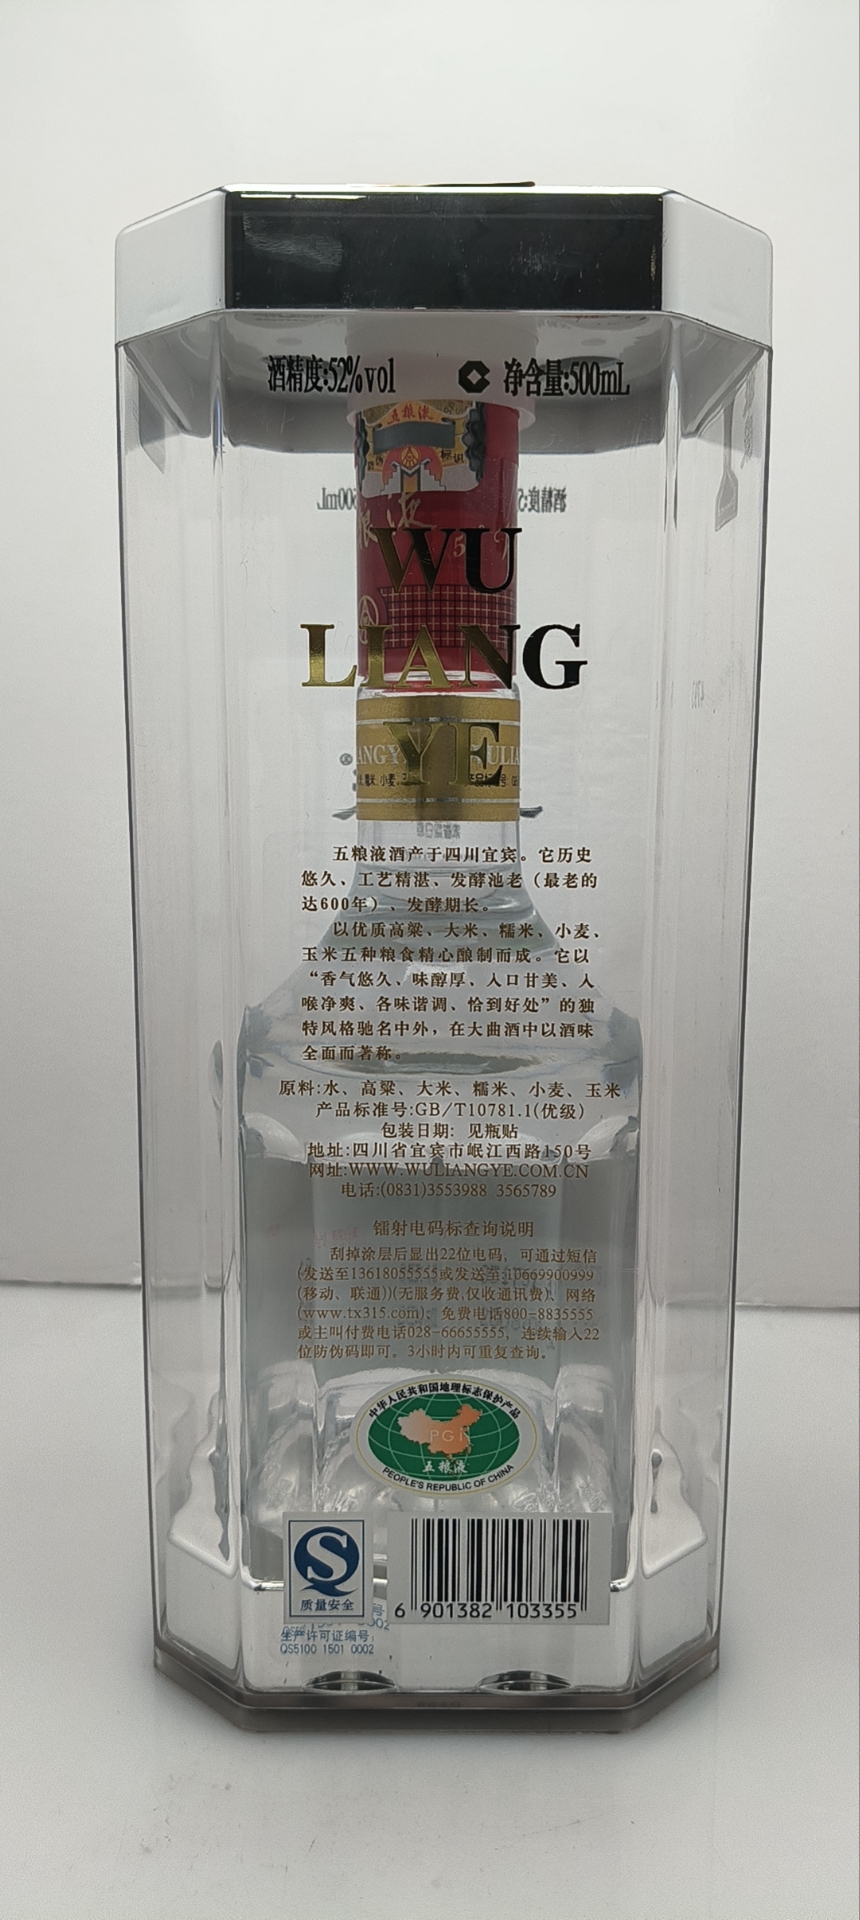 酒精度:52%vol 净含量:500mL
五粮液
WU
LIANG
YE
五粮液酒产于四川宜宾。它历史
悠久、工艺精湛、发酵池老（最老的
达600年）、发酵期长。
以优质高粱、大米、糯米、小麦、
玉米五种粮食精心酿制而成。它以
“香气悠久、味醇厚、入口甘美、入
喉净爽、各味谐调、恰到好处”的独
特风格驰名中外，在大曲酒中以酒味
全面而著称。
原料:水、高粱、大米、糯米、小麦、玉米
产品标准号:GB/T10781.1(优级)
包装日期: 见瓶贴
地址:四川省宜宾市岷江西路150号
网址:WWW.WULIANGYE.COM.CN
电话:(0831)3553988 3565789
镭射电码标查询说明
刮掉涂层后显出22位电码，可通过短信
(发送至13618055555或发送至:10669900999
(移动、联通))(无服务费,仅收通讯费)、网络
(www.tx315.com)、免费电话800-8835555
或主叫付费电话028-66655555，连续输入22
位防伪码即可。3小时内可重复查询。
中华人民共和国地理标志保护产品
PGI
五粮液
PEOPLE'S REPUBLIC OF CHINA
质量安全
6 901382 103355
生产许可证编号:
QS5100 1501 0002